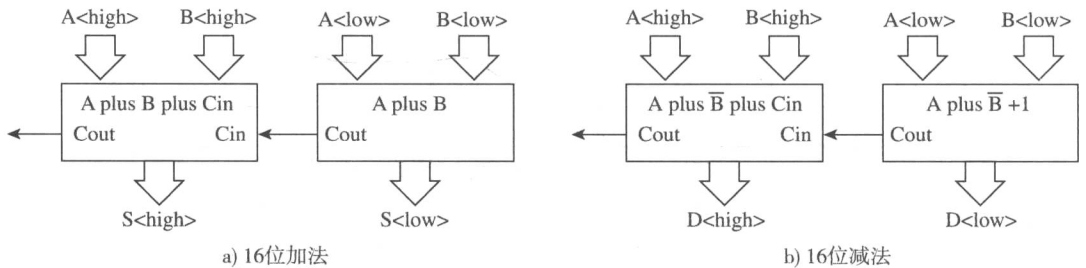 A<high> B<high> A<low> B<low>
A plus B plus Cin
Cout Cin
A plus B
Cout
S<high> S<low>
a) 16位加法
A<high> B<high> A<low> B<low>
A plus B̅ plus Cin
Cout Cin
A plus B̅ +1
Cout
D<high> D<low>
b) 16位减法